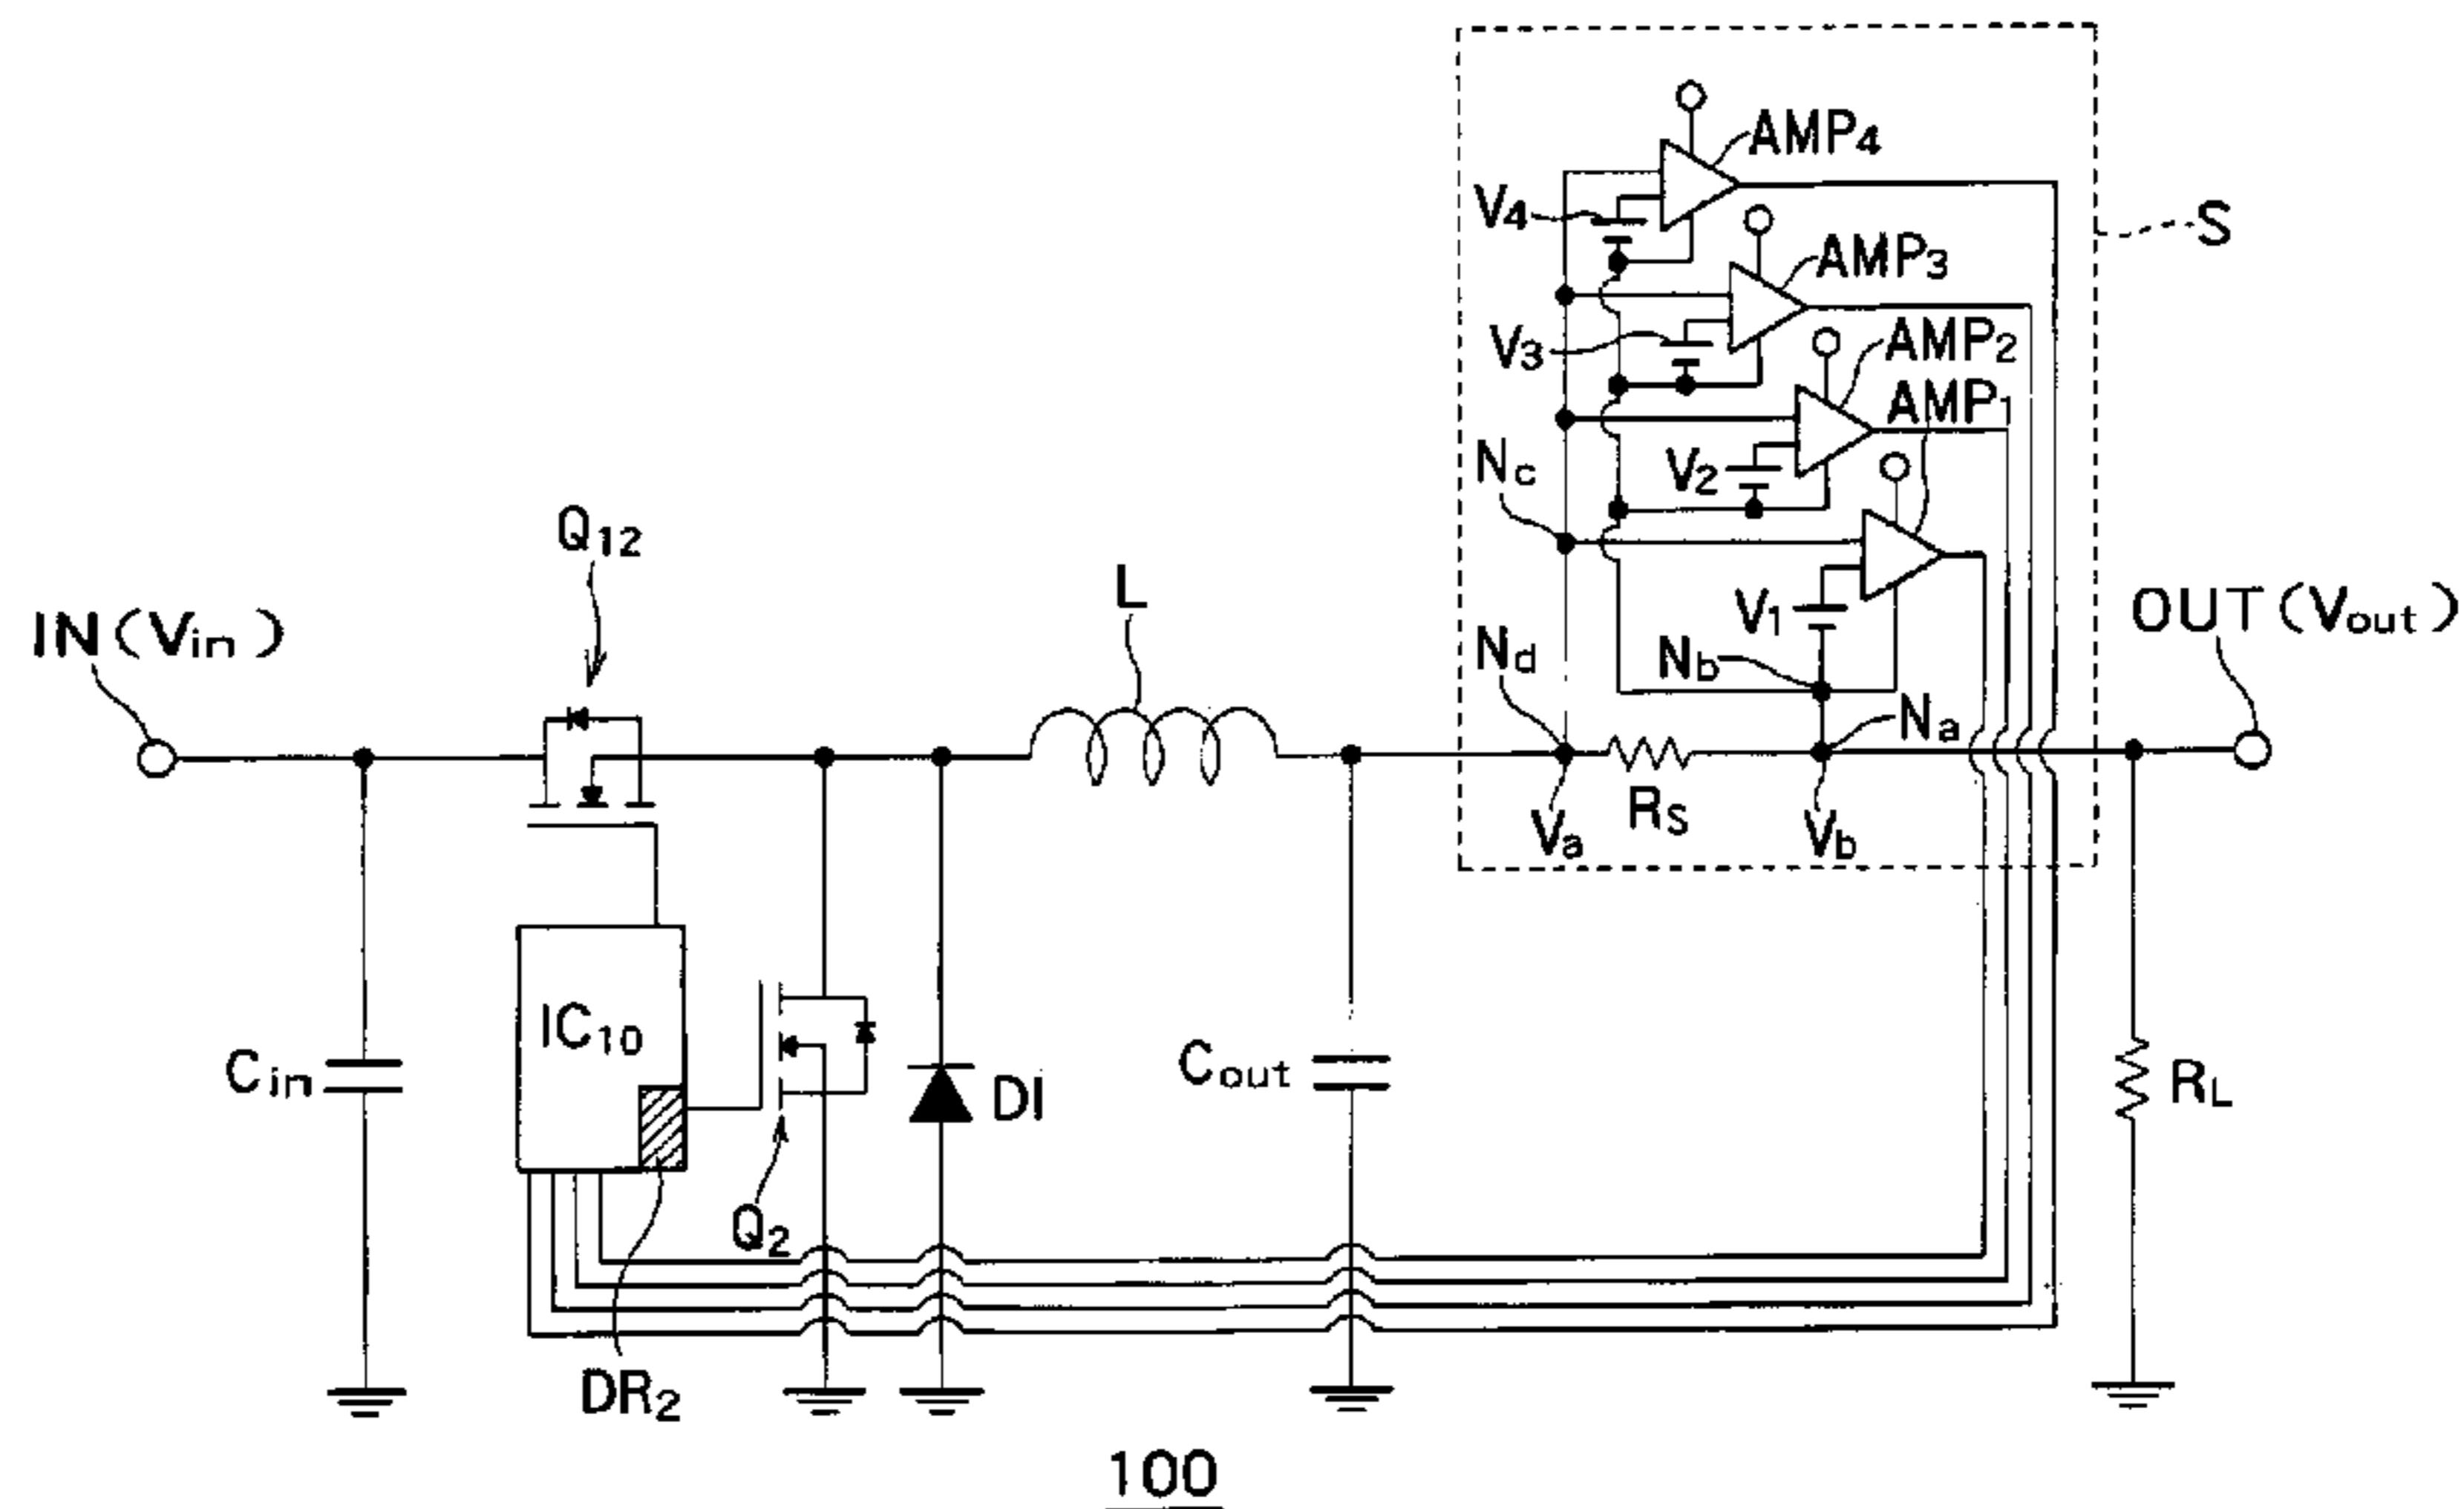 AMP4
V4
S
AMP3
V3
AMP2
AMP1
Nc
V2
Q12
L
IN(Vin)
V1
OUT(Vout)
Nd
Nb
Na
RS
Va
Vb
IC10
Cin
Cout
DI
RL
Q2
DR2
100